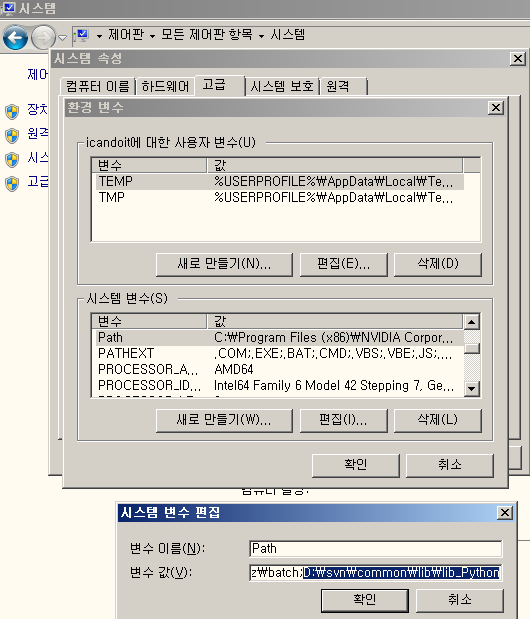 시스템
제어판 모든 제어판 항목 시스템
시스템 속성
제어
컴퓨터 이름 하드웨어 고급 시스템 보호 원격
환경 변수
장치
원격
시스
고급
icandoit에 대한 사용자 변수(U)
변수 값
TEMP %USERPROFILE%₩AppData₩Local₩Te...
TMP %USERPROFILE%₩AppData₩Local₩Te...
새로 만들기(N)... 편집(E)... 삭제(D)
시스템 변수(S)
변수 값
Path C:₩Program Files (x86)₩NVIDIA Corpor...
PATHEXT .COM;.EXE;.BAT;.CMD;.VBS;.VBE;.JS;....
PROCESSOR_A... AMD64
PROCESSOR_ID... Intel64 Family 6 Model 42 Stepping 7, Ge...
새로 만들기(W)... 편집(I)... 삭제(L)
확인 취소
시스템 변수 편집
변수 이름(N): Path
변수 값(V): z₩batch;D:₩svn₩common₩lib₩lib_Python
확인 취소